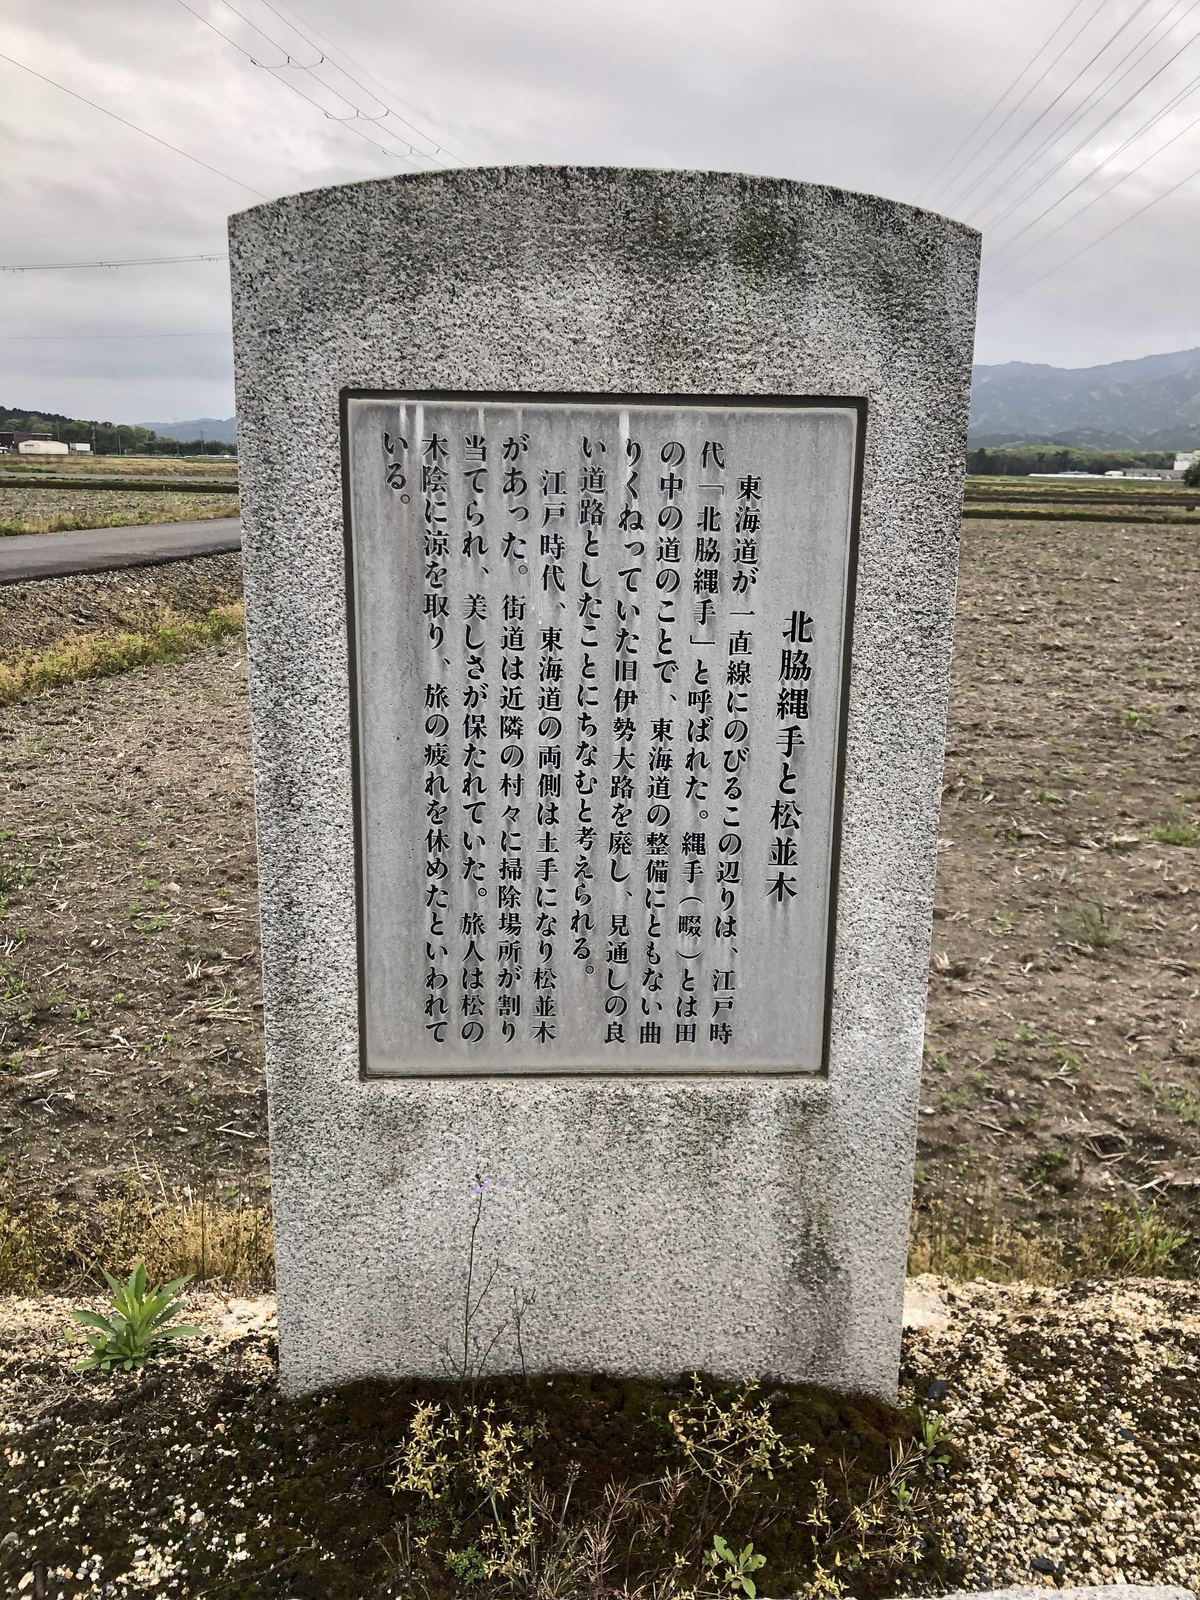 北脇縄手と松並木
東海道が一直線にのびるこの辺りは、江戸時
代「北脇縄手」と呼ばれた。縄手（畷）とは田
の中の道のことで、東海道の整備にともない曲
りくねっていた旧伊勢大路を廃し、見通しの良
い道路としたことにちなむと考えられる。
江戸時代、東海道の両側は土手になり松並木
があった。街道は近隣の村々に掃除場所が割り
当てられ、美しさが保たれていた。旅人は松の
木陰に涼を取り、旅の疲れを休めたといわれて
いる。